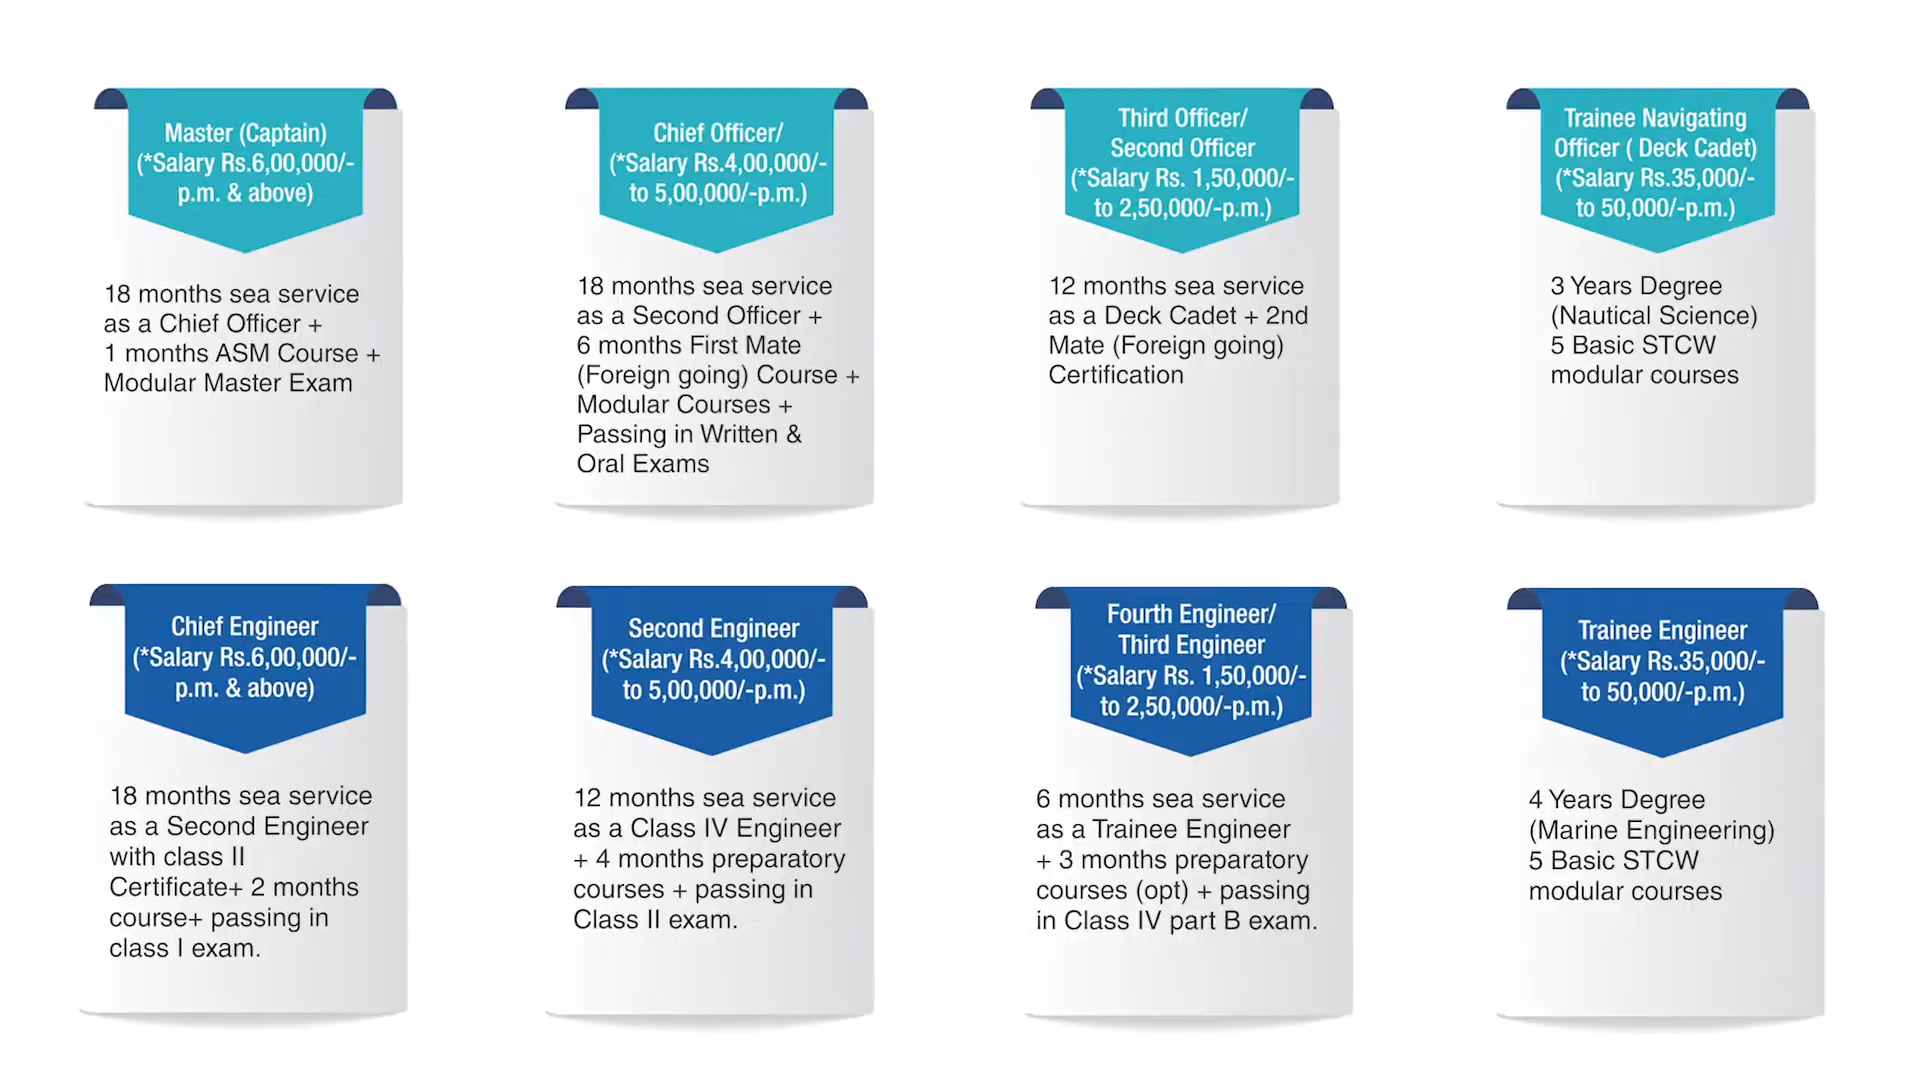 Master (Captain)
(*Salary Rs.6,00,000/-
p.m. & above)
18 months sea service
as a Chief Officer +
1 months ASM Course +
Modular Master Exam
Chief Officer/
(*Salary Rs.4,00,000/-
to 5,00,000/-p.m.)
18 months sea service
as a Second Officer +
6 months First Mate
(Foreign going) Course +
Modular Courses +
Passing in Written &
Oral Exams
Third Officer/
Second Officer
(*Salary Rs. 1,50,000/-
to 2,50,000/-p.m.)
12 months sea service
as a Deck Cadet + 2nd
Mate (Foreign going)
Certification
Trainee Navigating
Officer ( Deck Cadet)
(*Salary Rs.35,000/-
to 50,000/-p.m.)
3 Years Degree
(Nautical Science)
5 Basic STCW
modular courses
Chief Engineer
(*Salary Rs.6,00,000/-
p.m. & above)
18 months sea service
as a Second Engineer
with class II
Certificate+ 2 months
course+ passing in
class I exam.
Second Engineer
(*Salary Rs.4,00,000/-
to 5,00,000/-p.m.)
12 months sea service
as a Class IV Engineer
+ 4 months preparatory
courses + passing in
Class II exam.
Fourth Engineer/
Third Engineer
(*Salary Rs. 1,50,000/-
to 2,50,000/-p.m.)
6 months sea service
as a Trainee Engineer
+ 3 months preparatory
courses (opt) + passing
in Class IV part B exam.
Trainee Engineer
(*Salary Rs.35,000/-
to 50,000/-p.m.)
4 Years Degree
(Marine Engineering)
5 Basic STCW
modular courses